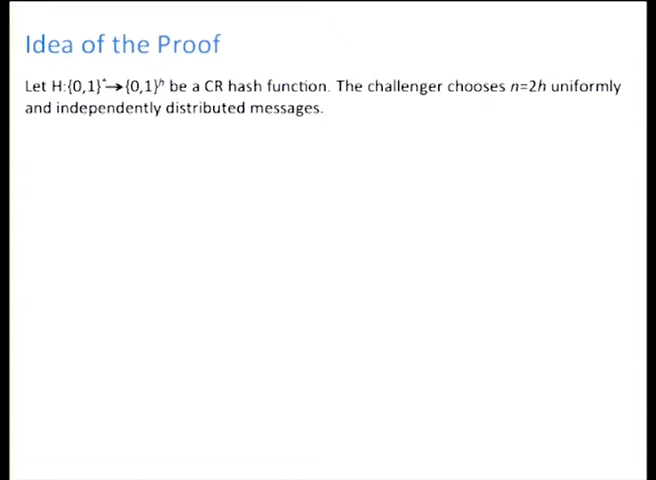 Idea of the Proof
Let H:{0,1}*→{0,1}ʰ be a CR hash function. The challenger chooses n=2h uniformly
and independently distributed messages.